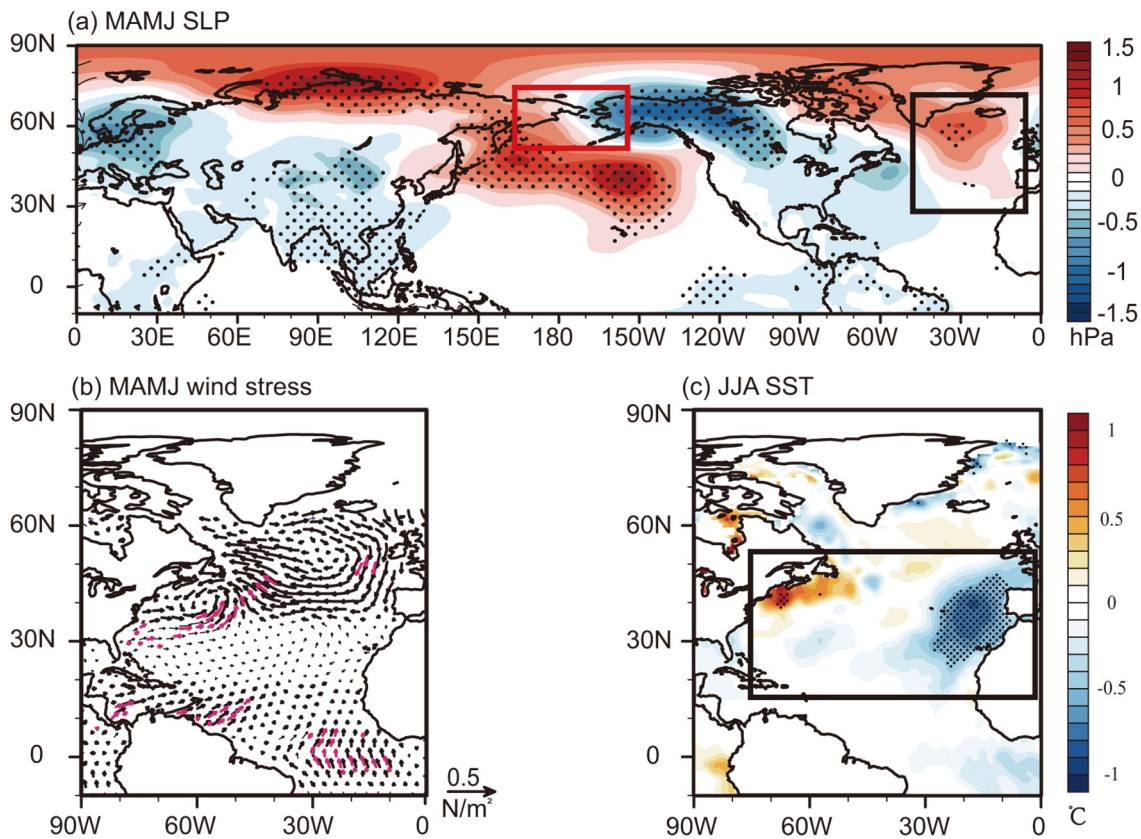 (a) MAMJ SLP
90N
60N
30N
0
0 30E 60E 90E 120E 150E 180 150W 120W 90W 60W 30W 0
1.5
1
0.5
0
-0.5
-1
-1.5
hPa
(b) MAMJ wind stress
90N
60N
30N
0
90W 60W 30W 0
0.5
N/m²
(c) JJA SST
90N
60N
30N
0
90W 60W 30W 0
1
0.5
0
-0.5
-1
℃